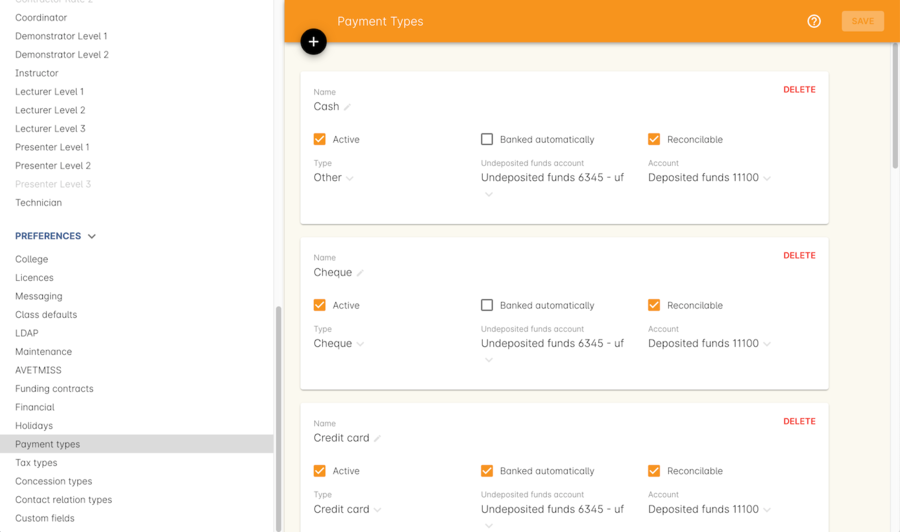 Contractor Rate 2
Coordinator
Demonstrator Level 1
Demonstrator Level 2
Instructor
Lecturer Level 1
Lecturer Level 2
Lecturer Level 3
Presenter Level 1
Presenter Level 2
Presenter Level 3
Technician
PREFERENCES
College
Licences
Messaging
Class defaults
LDAP
Maintenance
AVETMISS
Funding contracts
Financial
Holidays
Payment types
Tax types
Concession types
Contact relation types
Custom fields
Payment Types
SAVE
Name
DELETE
Cash
Active
Banked automatically
Reconcilable
Type
Undeposited funds account
Account
Other
Undeposited funds 6345 - uf
Deposited funds 11100
Name
DELETE
Cheque
Active
Banked automatically
Reconcilable
Type
Undeposited funds account
Account
Cheque
Undeposited funds 6345 - uf
Deposited funds 11100
Name
DELETE
Credit card
Active
Banked automatically
Reconcilable
Type
Undeposited funds account
Account
Credit card
Undeposited funds 6345 - uf
Deposited funds 11100